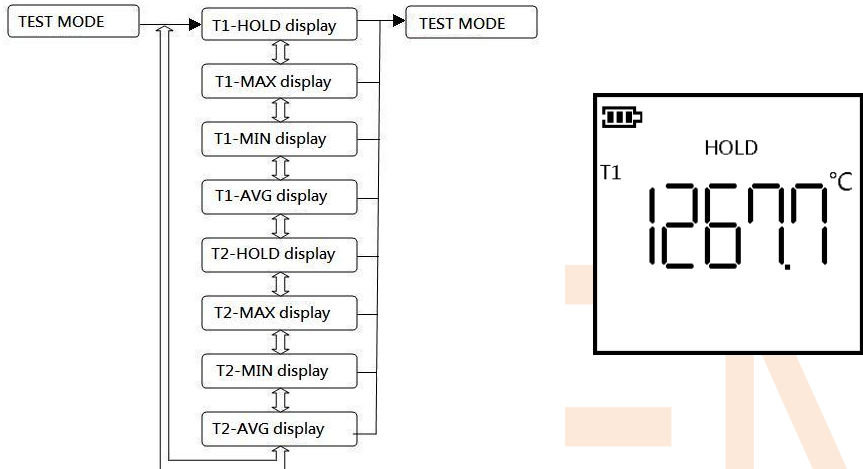 TEST MODE
T1-HOLD display
TEST MODE
T1-MAX display
T1-MIN display
T1-AVG display
T2-HOLD display
T2-MAX display
T2-MIN display
T2-AVG display
HOLD
T1
1267.7 °C